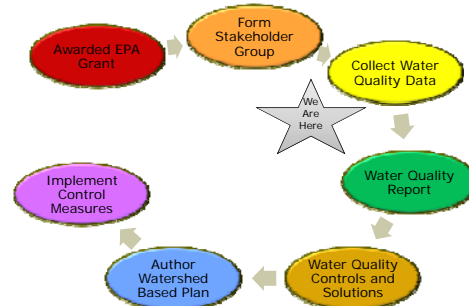 Awarded EPA
Grant
Form
Stakeholder
Group
Collect Water
Quality Data
We
Are
Here
Water Quality
Report
Water Quality
Controls and
Solutions
Author
Watershed
Based Plan
Implement
Control
Measures